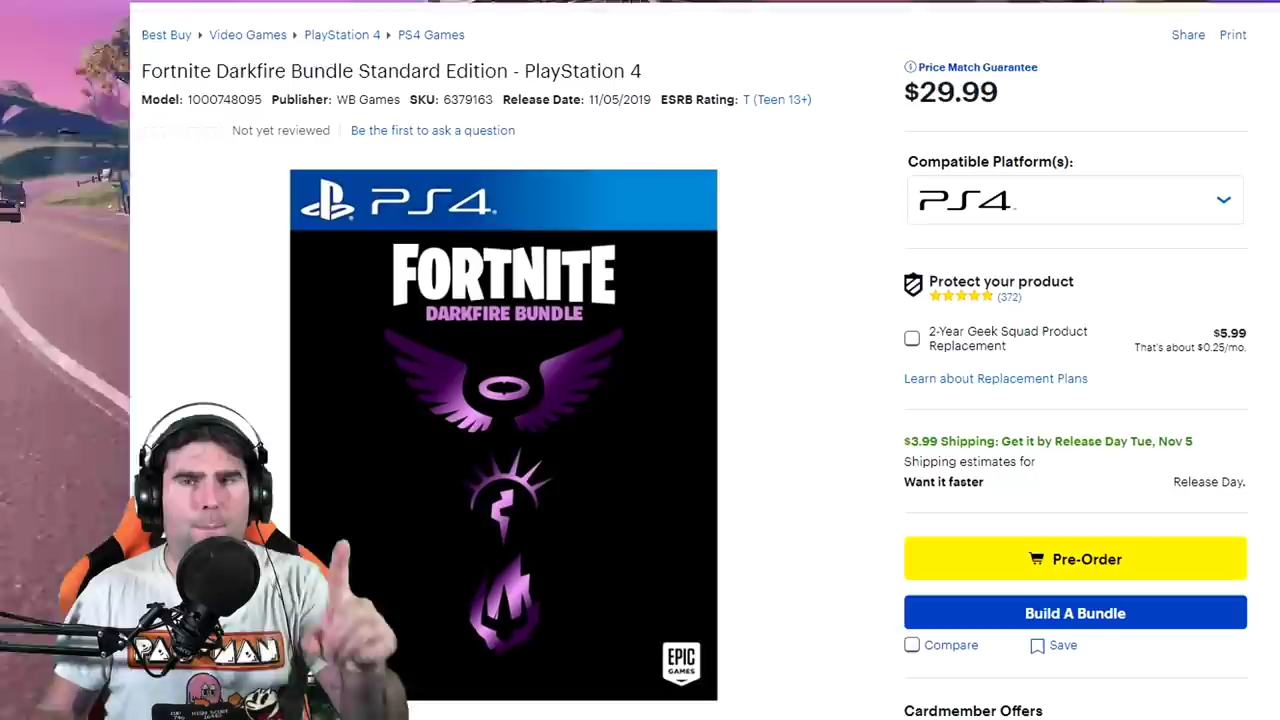 Best Buy Video Games PlayStation 4 PS4 Games
Share Print
Fortnite Darkfire Bundle Standard Edition - PlayStation 4
Model: 1000748095 Publisher: WB Games SKU: 6379163 Release Date: 11/05/2019 ESRB Rating: T (Teen 13+)
Not yet reviewed Be the first to ask a question
PS4
FORTNITE
DARKFIRE BUNDLE
EPIC
GAMES
PAC-MAN
Price Match Guarantee
$29.99
Compatible Platform(s):
PS4
Protect your product
(372)
2-Year Geek Squad Product $5.99
Replacement That's about $0.25/mo.
Learn about Replacement Plans
$3.99 Shipping: Get it by Release Day Tue, Nov 5
Shipping estimates for
Want it faster Release Day.
Pre-Order
Build A Bundle
Compare Save
Cardmember Offers